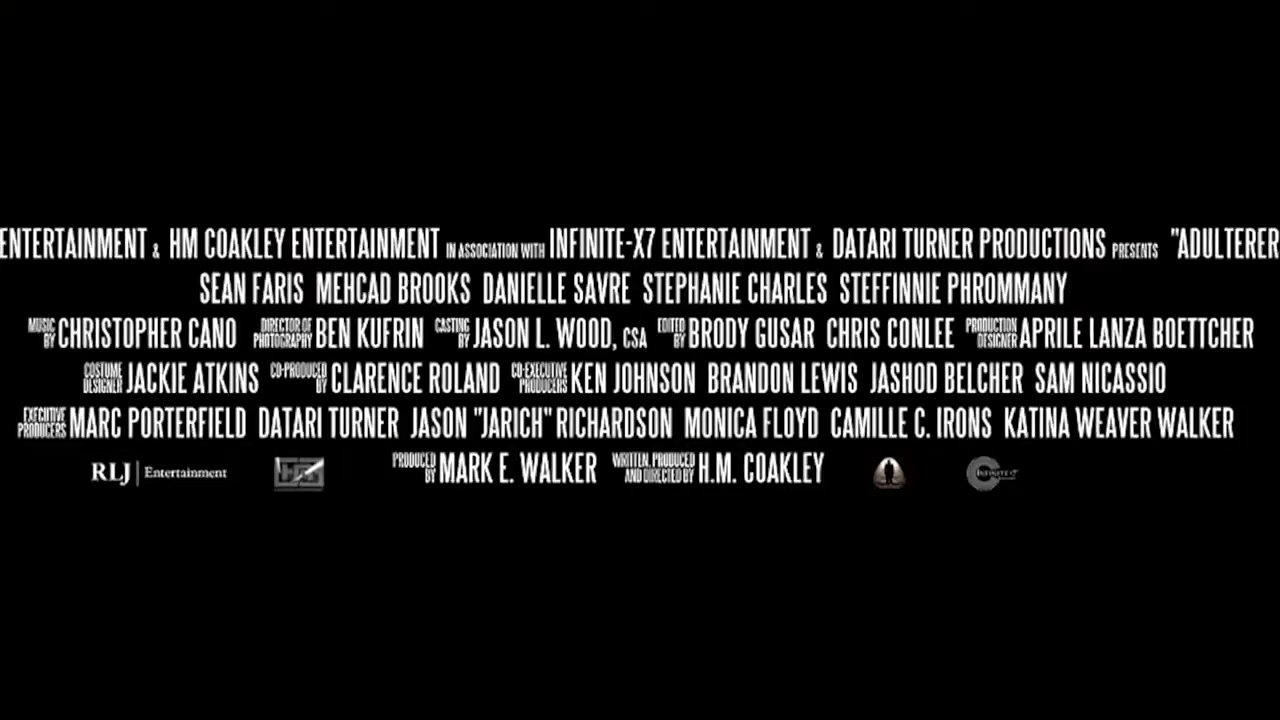 ENTERTAINMENT & HM COAKLEY ENTERTAINMENT IN ASSOCIATION WITH INFINITE-X7 ENTERTAINMENT & DATARI TURNER PRODUCTIONS PRESENTS "ADULTERER
SEAN FARIS MEHCAD BROOKS DANIELLE SAVRE STEPHANIE CHARLES STEFFINNIE PHROMMANY
MUSIC BY CHRISTOPHER CANO DIRECTOR OF PHOTOGRAPHY BEN KUFRIN CASTING BY JASON L. WOOD, CSA EDITED BY BRODY GUSAR CHRIS CONLEE PRODUCTION DESIGNER APRILE LANZA BOETTCHER
COSTUME DESIGNER JACKIE ATKINS CO-PRODUCED BY CLARENCE ROLAND CO-EXECUTIVE PRODUCERS KEN JOHNSON BRANDON LEWIS JASHOD BELCHER SAM NICASSIO
EXECUTIVE PRODUCERS MARC PORTERFIELD DATARI TURNER JASON "JARICH" RICHARDSON MONICA FLOYD CAMILLE C. IRONS KATINA WEAVER WALKER
RLJ Entertainment PRODUCED BY MARK E. WALKER WRITTEN, PRODUCED AND DIRECTED BY H.M. COAKLEY